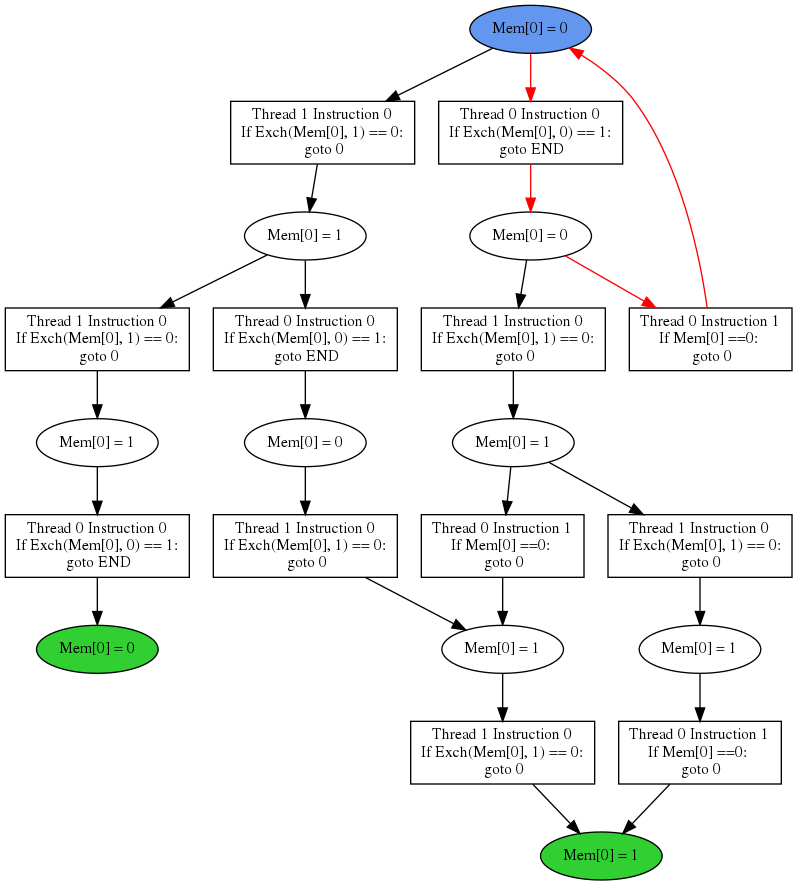 Mem[0] = 0
Thread 1 Instruction 0
If Exch(Mem[0], 1) == 0:
goto 0
Thread 0 Instruction 0
If Exch(Mem[0], 0) == 1:
goto END
Mem[0] = 1
Mem[0] = 0
Thread 1 Instruction 0
If Exch(Mem[0], 1) == 0:
goto 0
Thread 0 Instruction 0
If Exch(Mem[0], 0) == 1:
goto END
Thread 1 Instruction 0
If Exch(Mem[0], 1) == 0:
goto 0
Thread 0 Instruction 1
If Mem[0] ==0:
goto 0
Mem[0] = 1
Mem[0] = 0
Mem[0] = 1
Thread 0 Instruction 0
If Exch(Mem[0], 0) == 1:
goto END
Thread 1 Instruction 0
If Exch(Mem[0], 1) == 0:
goto 0
Thread 0 Instruction 1
If Mem[0] ==0:
goto 0
Thread 1 Instruction 0
If Exch(Mem[0], 1) == 0:
goto 0
Mem[0] = 0
Mem[0] = 1
Mem[0] = 1
Thread 1 Instruction 0
If Exch(Mem[0], 1) == 0:
goto 0
Thread 0 Instruction 1
If Mem[0] ==0:
goto 0
Mem[0] = 1